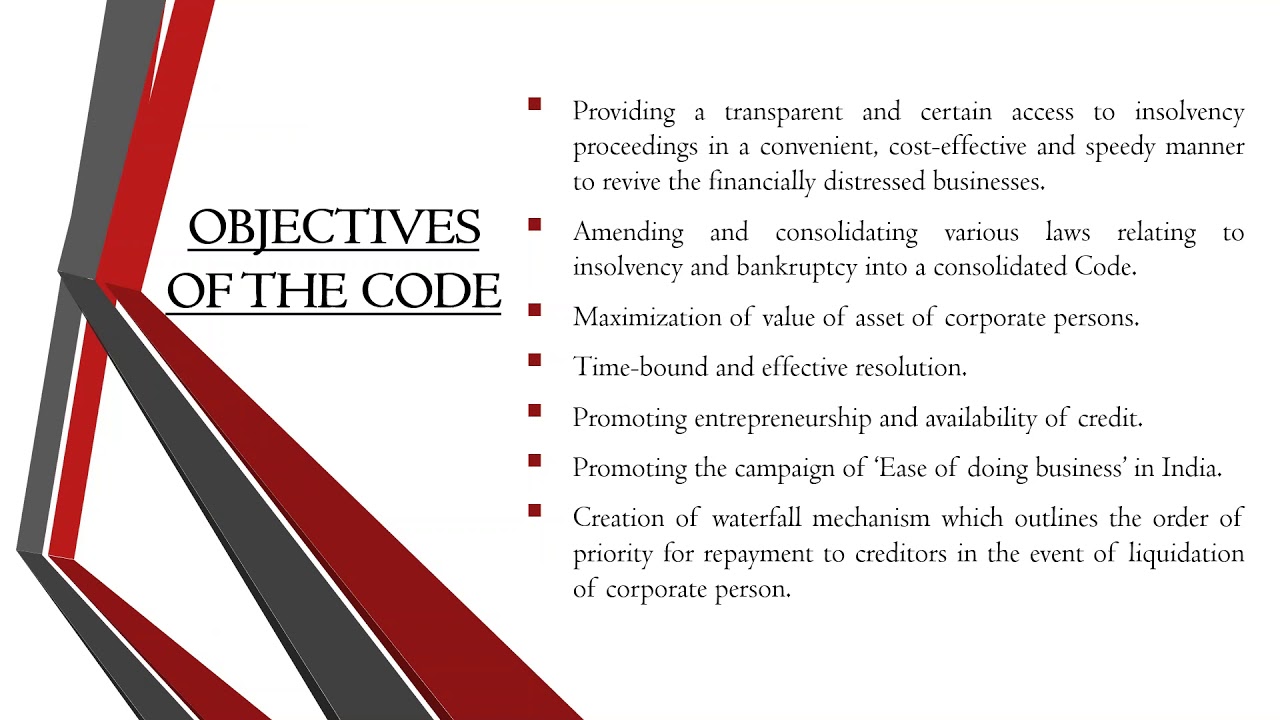 OBJECTIVES
OF THE CODE
Providing a transparent and certain access to insolvency
proceedings in a convenient, cost-effective and speedy manner
to revive the financially distressed businesses.
Amending and consolidating various laws relating to
insolvency and bankruptcy into a consolidated Code.
Maximization of value of asset of corporate persons.
Time-bound and effective resolution.
Promoting entrepreneurship and availability of credit.
Promoting the campaign of ‘Ease of doing business’ in India.
Creation of waterfall mechanism which outlines the order of
priority for repayment to creditors in the event of liquidation
of corporate person.